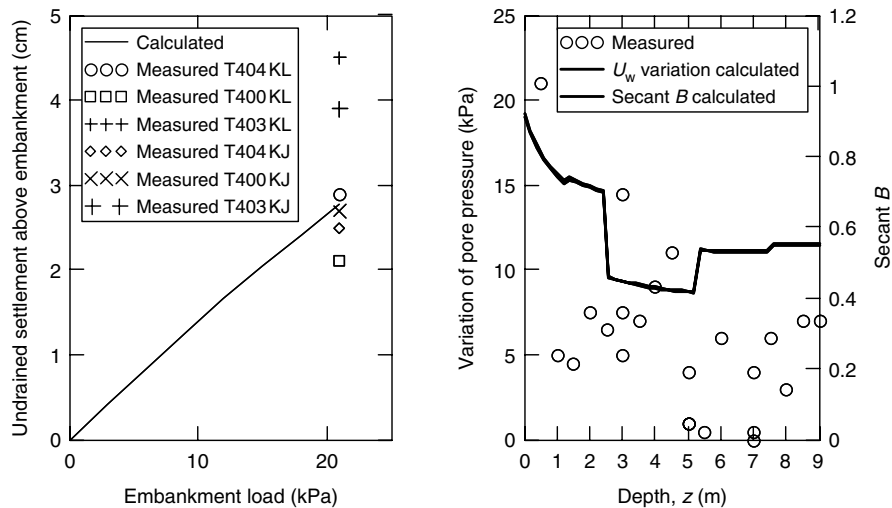 Undrained settlement above embankment (cm)
5
4
3
2
1
0
Calculated
Measured T404 KL
Measured T400 KL
Measured T403 KL
Measured T404 KJ
Measured T400 KJ
Measured T403 KJ
0
10
20
Embankment load (kPa)
Variation of pore pressure (kPa)
25
20
15
10
5
0
Measured
Uw variation calculated
Secant B calculated
0 1 2 3 4 5 6 7 8 9
Depth, z (m)
1.2
1
0.8
0.6
0.4
0.2
0
Secant B